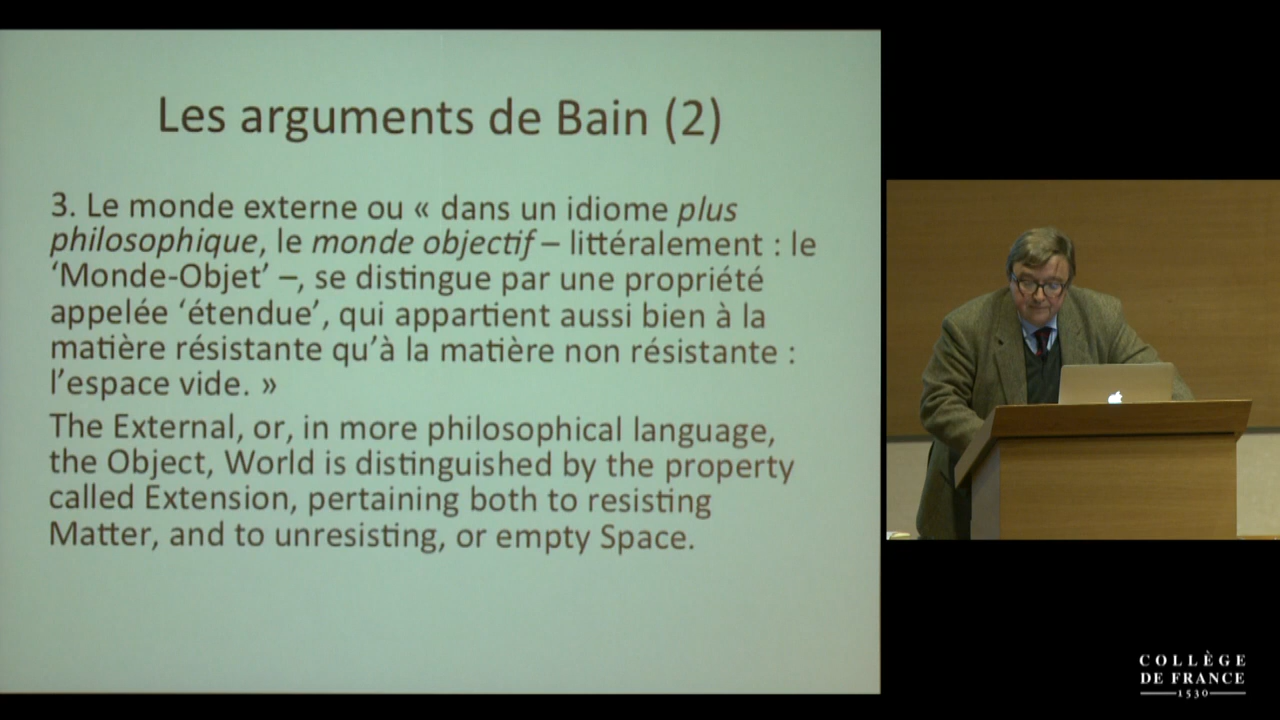 Les arguments de Bain (2)
3. Le monde externe ou « dans un idiome plus
philosophique, le monde objectif – littéralement : le
‘Monde-Objet’ –, se distingue par une propriété
appelée ‘étendue’, qui appartient aussi bien à la
matière résistante qu’à la matière non résistante :
l’espace vide. »
The External, or, in more philosophical language,
the Object, World is distinguished by the property
called Extension, pertaining both to resisting
Matter, and to unresisting, or empty Space.
COLLÈGE
DE FRANCE
1530